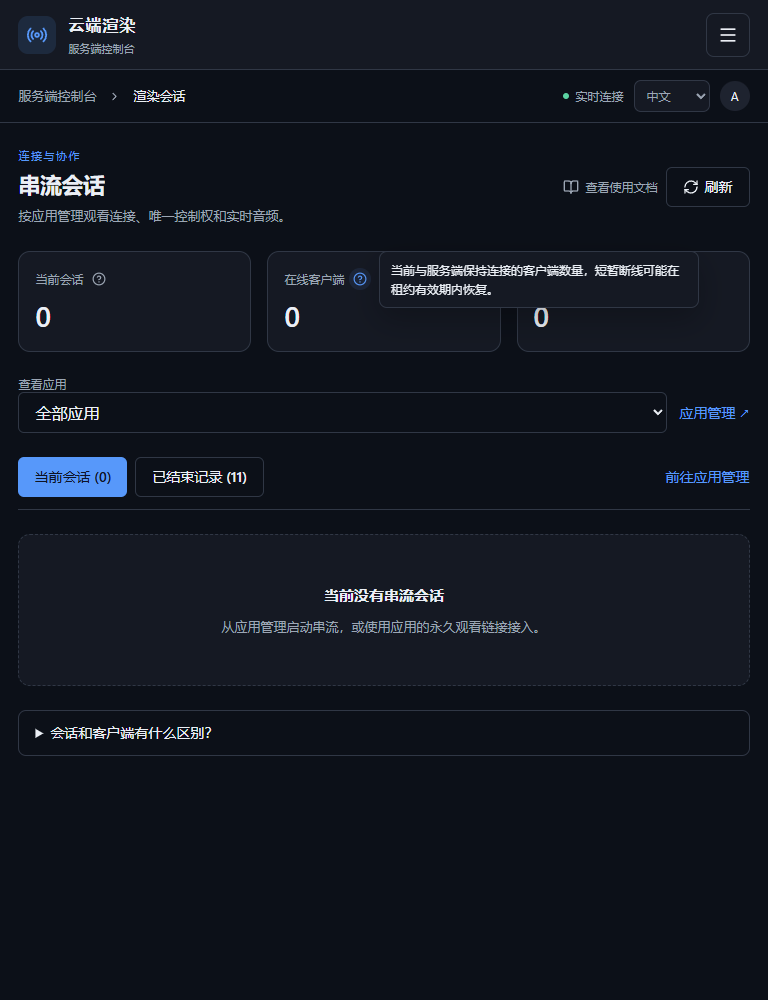 云端渲染
服务端控制台
服务端控制台 › 渲染会话
实时连接
中文
A
连接与协作
串流会话
按应用管理观看连接、唯一控制权和实时音频。
查看使用文档
刷新
当前会话
0
在线客户端
0
当前与服务端保持连接的客户端数量，短暂断线可能在
租约有效期内恢复。
0
查看应用
全部应用
应用管理 ↗
当前会话 (0)
已结束记录 (11)
前往应用管理
当前没有串流会话
从应用管理启动串流，或使用应用的永久观看链接接入。
会话和客户端有什么区别？